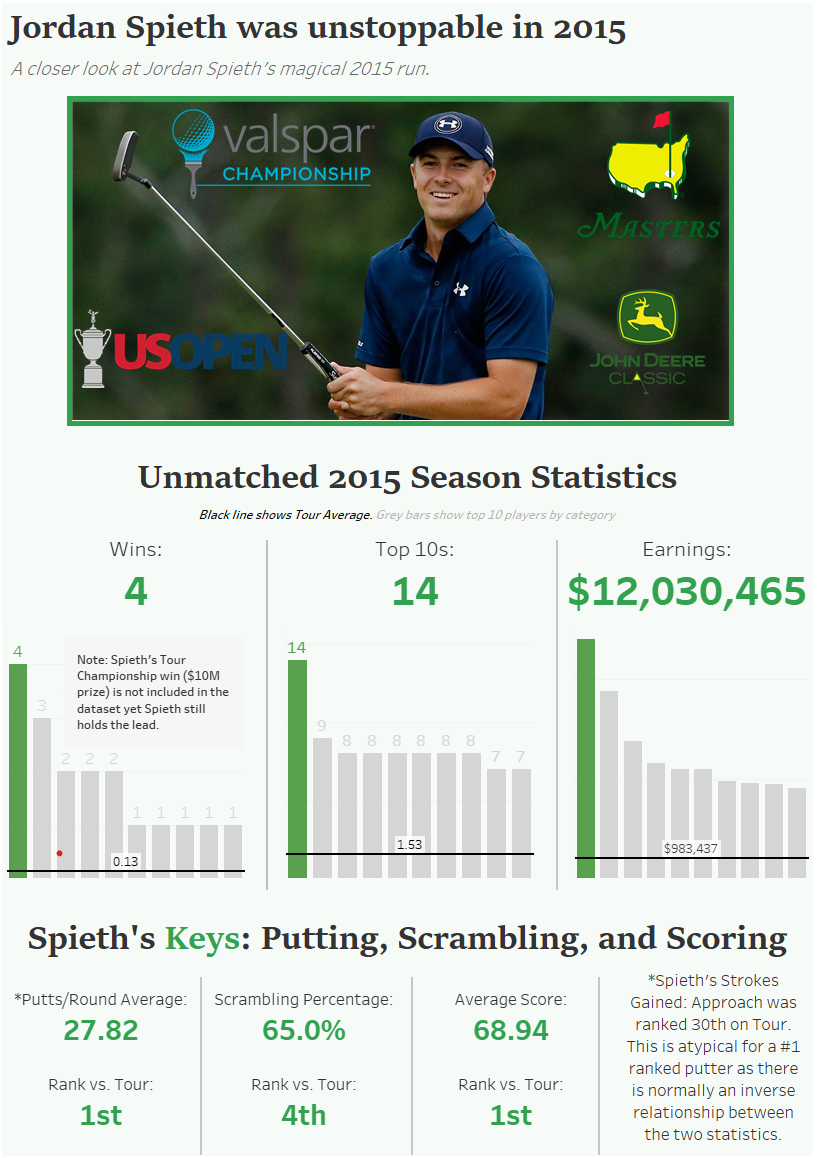 Jordan Spieth was unstoppable in 2015
A closer look at Jordan Spieth's magical 2015 run.
valspar
CHAMPIONSHIP
MASTERS
US OPEN
JOHN DEERE
CLASSIC
Unmatched 2015 Season Statistics
Black line shows Tour Average. Grey bars show top 10 players by category
Wins:
4
4
3
2 2 2
1 1 1 1 1
Note: Spieth's Tour
Championship win ($10M
prize) is not included in the
dataset yet Spieth still
holds the lead.
0.13
Top 10s:
14
14
9
8 8 8 8 8 8
7 7
1.53
Earnings:
$12,030,465
$983,437
Spieth's Keys: Putting, Scrambling, and Scoring
*Putts/Round Average:
27.82
Rank vs. Tour:
1st
Scrambling Percentage:
65.0%
Rank vs. Tour:
4th
Average Score:
68.94
Rank vs. Tour:
1st
*Spieth's Strokes
Gained: Approach was
ranked 30th on Tour.
This is atypical for a #1
ranked putter as there
is normally an inverse
relationship between
the two statistics.